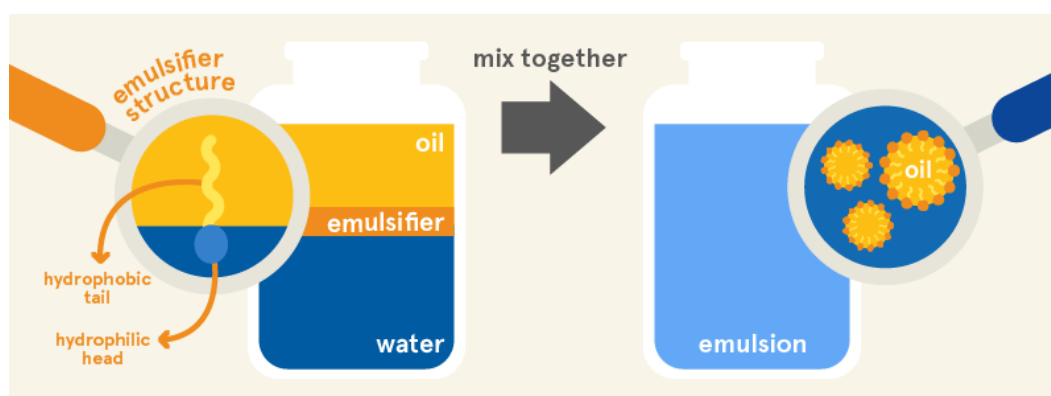 emulsifier
structure
mix together
oil
emulsifier
water
hydrophobic
tail
hydrophilic
head
oil
emulsion